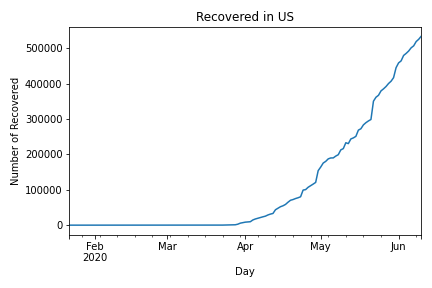 Recovered in US
Number of Recovered
500000
400000
300000
200000
100000
0
Feb Mar Apr May Jun
2020
Day